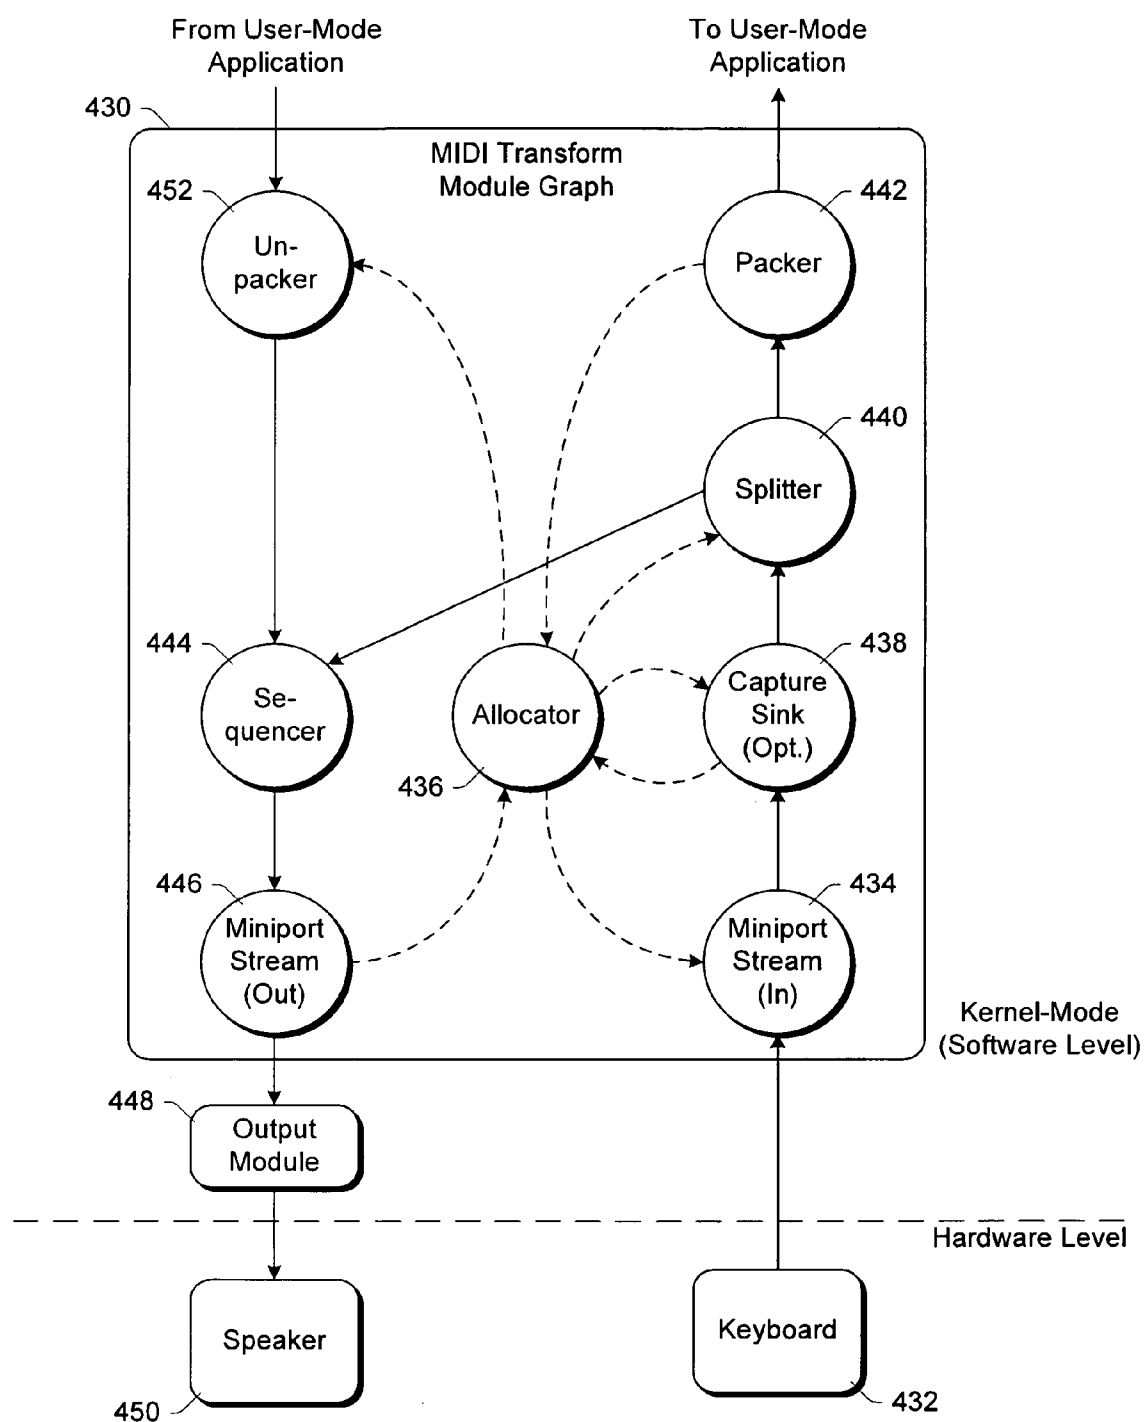 From User-Mode
Application
To User-Mode
Application
430
MIDI Transform
Module Graph
452
442
Un-
packer
Packer
440
Splitter
444
438
Se-
quencer
Allocator
Capture
Sink
(Opt.)
436
446
434
Miniport
Stream
(Out)
Miniport
Stream
(In)
Kernel-Mode
(Software Level)
448
Output
Module
Hardware Level
Speaker
Keyboard
450
432